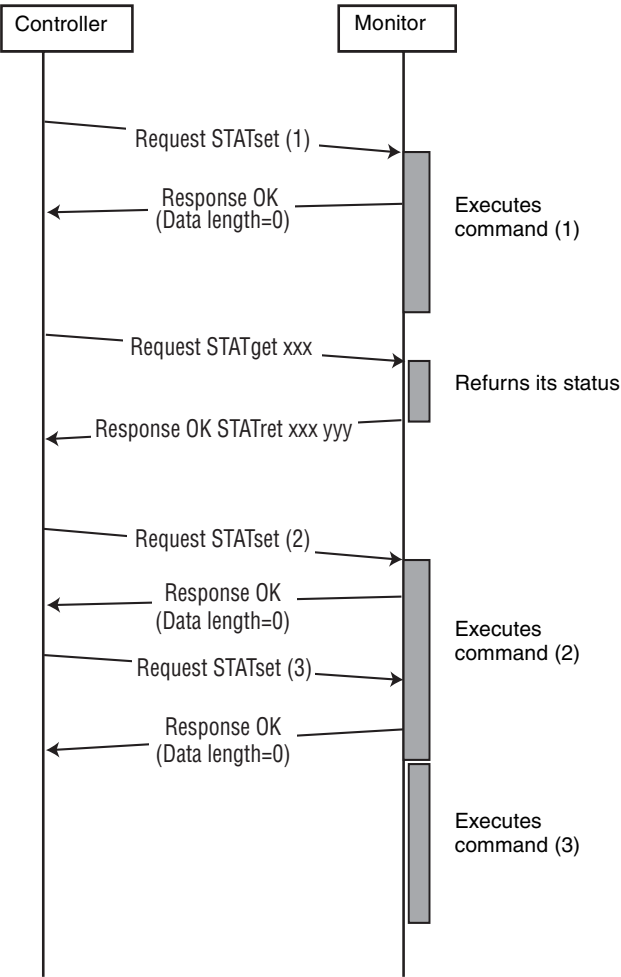 Controller
Monitor
Request STATset (1)
Response OK
(Data length=0)
Executes
command (1)
Request STATget xxx
Refurns its status
Response OK STATret xxx yyy
Request STATset (2)
Response OK
(Data length=0)
Executes
command (2)
Request STATset (3)
Response OK
(Data length=0)
Executes
command (3)